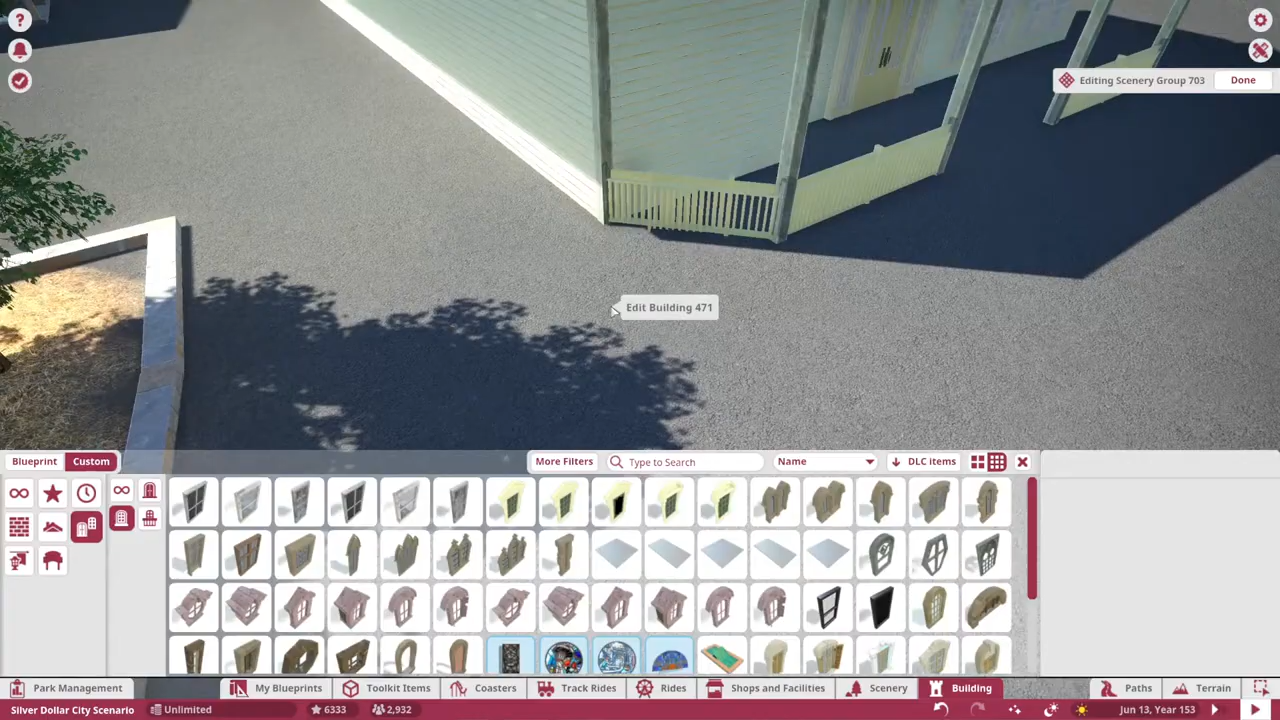 ?
Editing Scenery Group 703 Done
Edit Building 471
Blueprint Custom More Filters Type to Search Name DLC items
Park Management My Blueprints Toolkit Items Coasters Track Rides Rides Shops and Facilities Scenery Building Paths Terrain
Silver Dollar City Scenario Unlimited 6333 2,932 Jun 13, Year 153